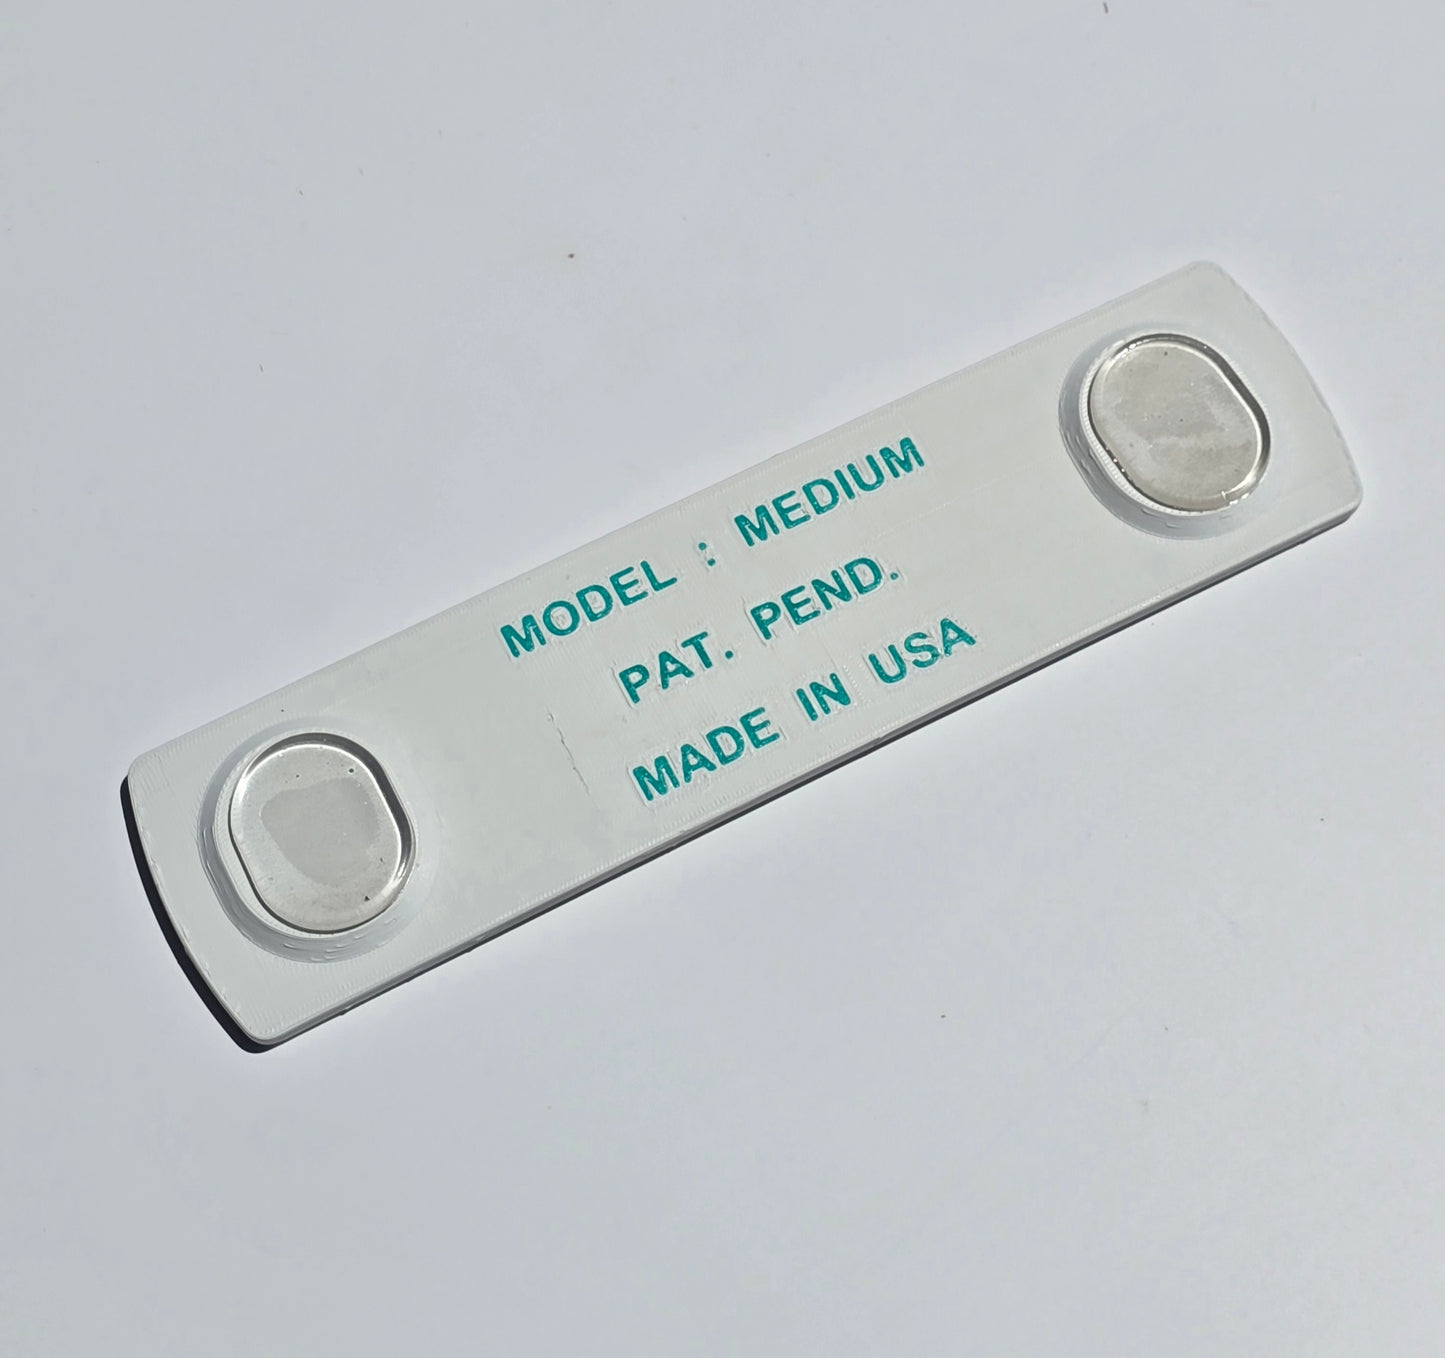 MODEL : MEDIUM
PAT. PEND.
MADE IN USA